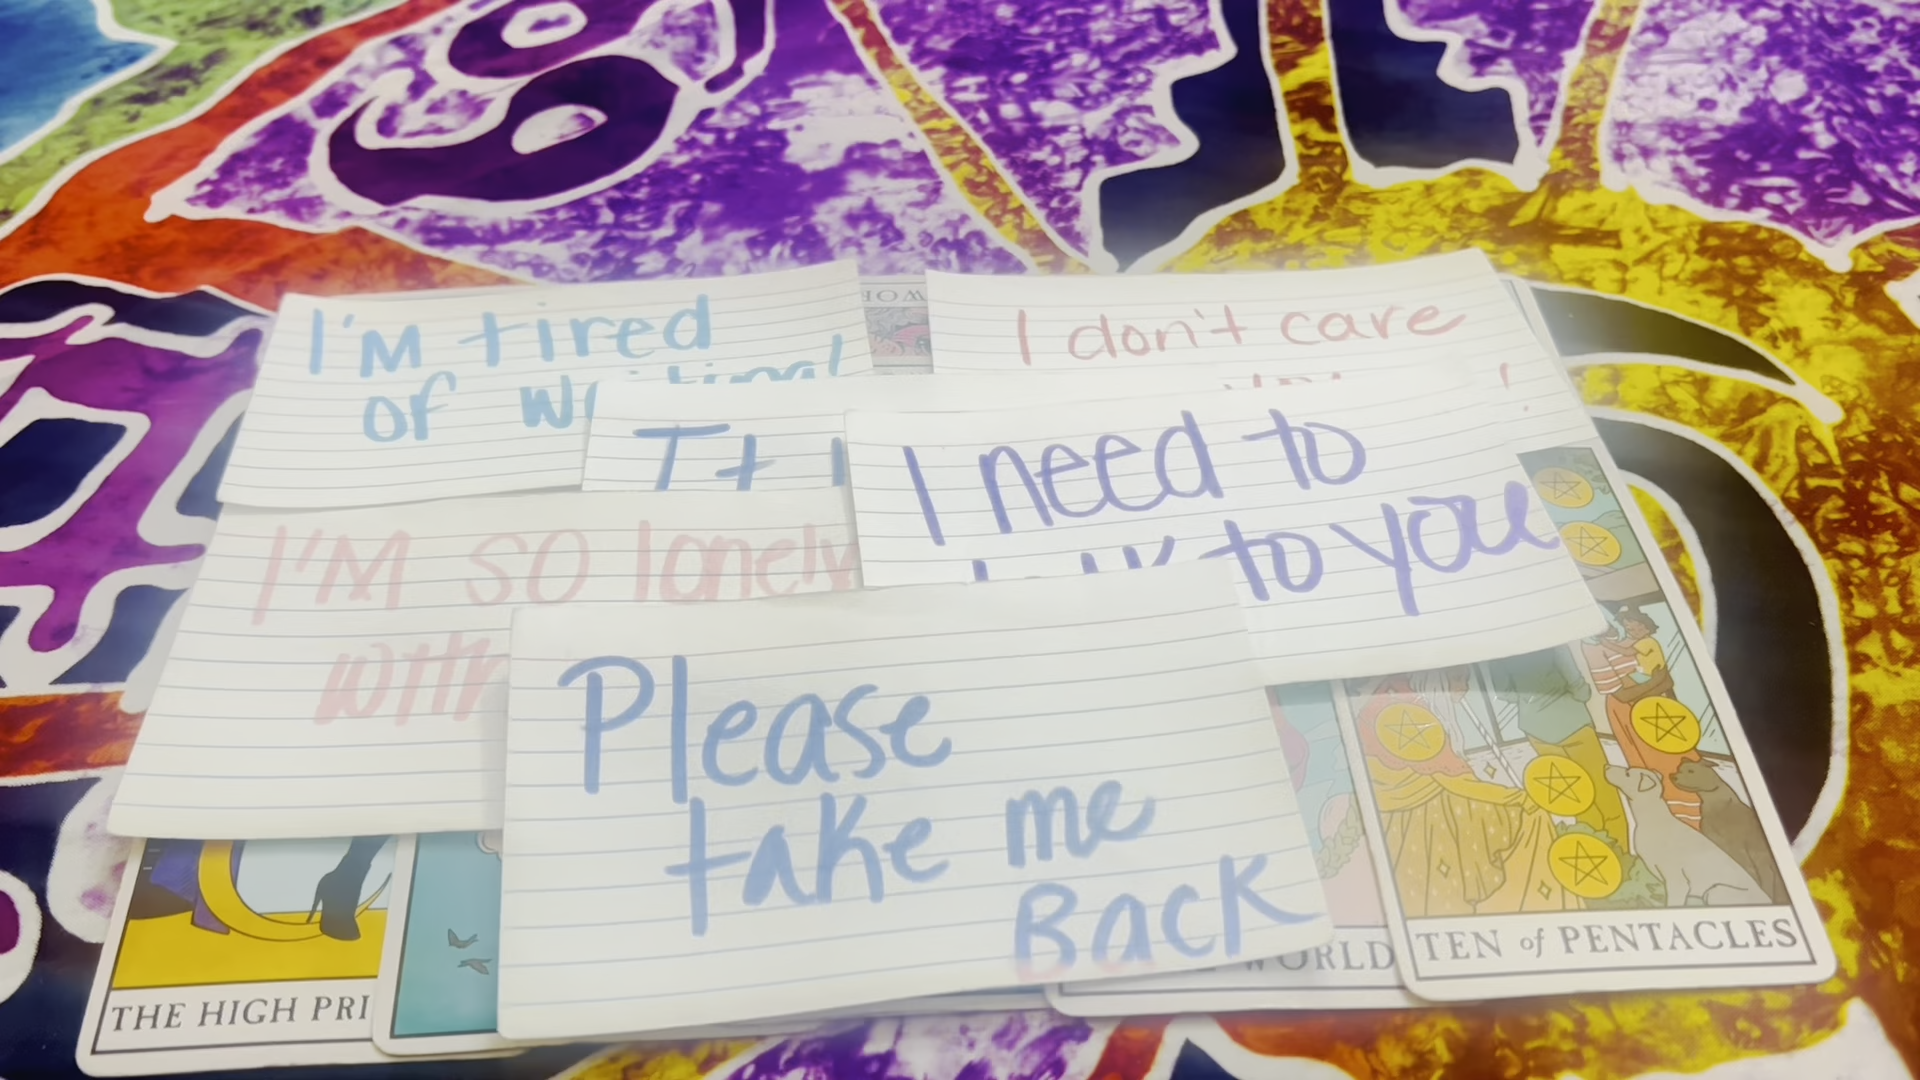 I'M tired
of
I don't care
I need to
to you
I'M so lonely
with
Please
take me
Back
THE HIGH PRI
WORLD
TEN of PENTACLES